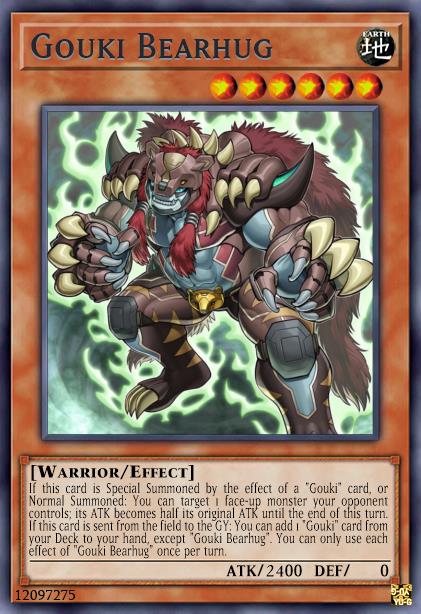 GOUKI BEARHUG
EARTH
地
[WARRIOR/EFFECT]
If this card is Special Summoned by the effect of a "Gouki" card, or
Normal Summoned: You can target 1 face-up monster your opponent
controls; its ATK becomes half its original ATK until the end of this turn.
If this card is sent from the field to the GY: You can add 1 "Gouki" card from
your Deck to your hand, except "Gouki Bearhug". You can only use each
effect of "Gouki Bearhug" once per turn.
ATK/2400 DEF/ 0
12097275